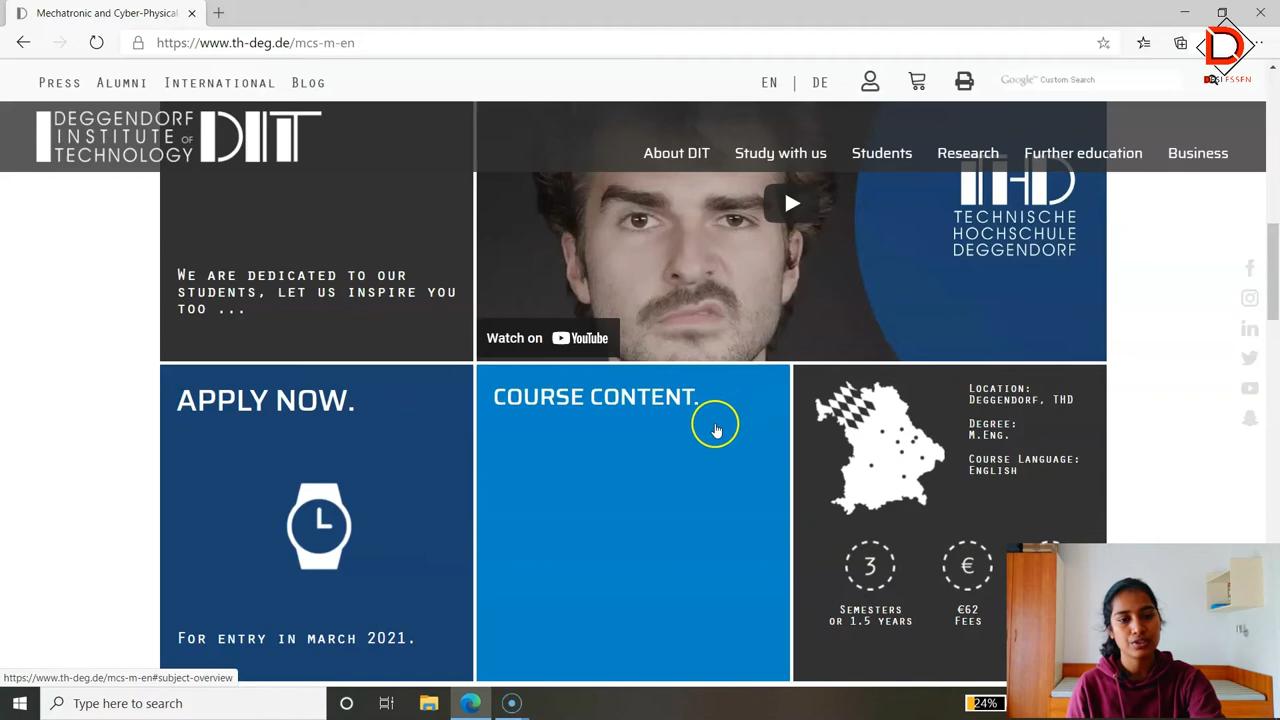 Mechatronic and Cyber-Physical
https://www.th-deg.de/mcs-m-en
PRESS ALUMNI INTERNATIONAL BLOG
EN | DE
Google™ Custom Search
DEGGENDORF
INSTITUTE OF
TECHNOLOGY
DIT
About DIT Study with us Students Research Further education Business
THD
TECHNISCHE
HOCHSCHULE
DEGGENDORF
WE ARE DEDICATED TO OUR
STUDENTS, LET US INSPIRE YOU
TOO ...
Watch on YouTube
APPLY NOW.
FOR ENTRY IN MARCH 2021.
COURSE CONTENT.
LOCATION:
DEGGENDORF, THD
DEGREE:
M.ENG.
COURSE LANGUAGE:
ENGLISH
3
€
SEMESTERS
OR 1.5 YEARS
€62
FEES
https://www.th-deg.de/mcs-m-en#subject-overview
Type here to search
24%